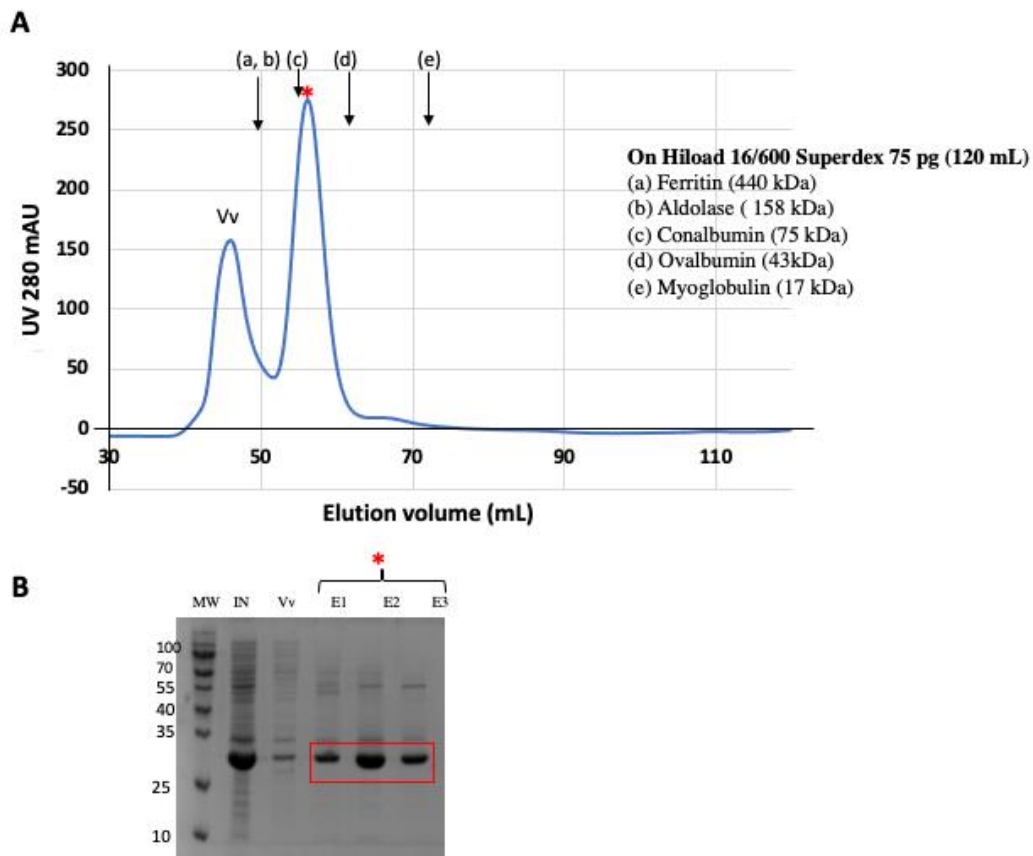 A
(a, b) (c) (d) (e)
300
250
200
150
100
50
0
-50
UV 280 mAU
Vv
*
30 50 70 90 110
Elution volume (mL)
On Hiload 16/600 Superdex 75 pg (120 mL)
(a) Ferritin (440 kDa)
(b) Aldolase ( 158 kDa)
(c) Conalbumin (75 kDa)
(d) Ovalbumin (43kDa)
(e) Myoglobulin (17 kDa)
B
*
MW IN Vv E1 E2 E3
100
70
55
40
35
25
10